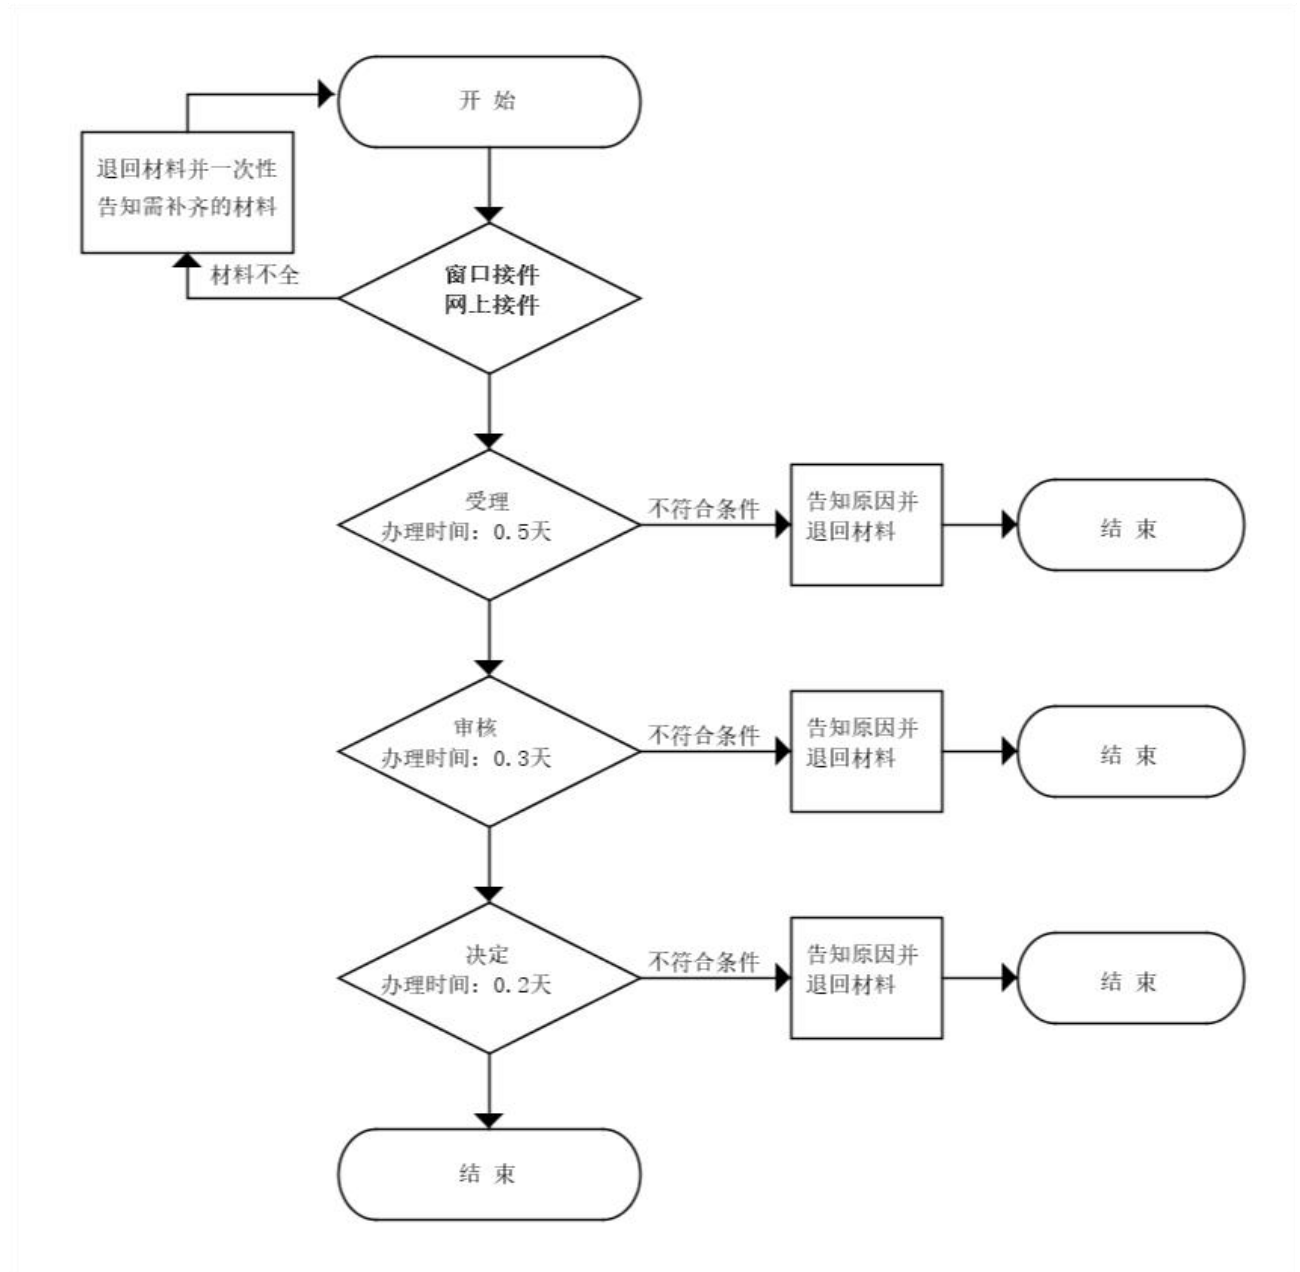 开 始
退回材料并一次性
告知需补齐的材料
材料不全
窗口接件
网上接件
受理
办理时间：0.5天
不符合条件
告知原因并
退回材料
结 束
审核
办理时间：0.3天
不符合条件
告知原因并
退回材料
结 束
决定
办理时间：0.2天
不符合条件
告知原因并
退回材料
结 束
结 束